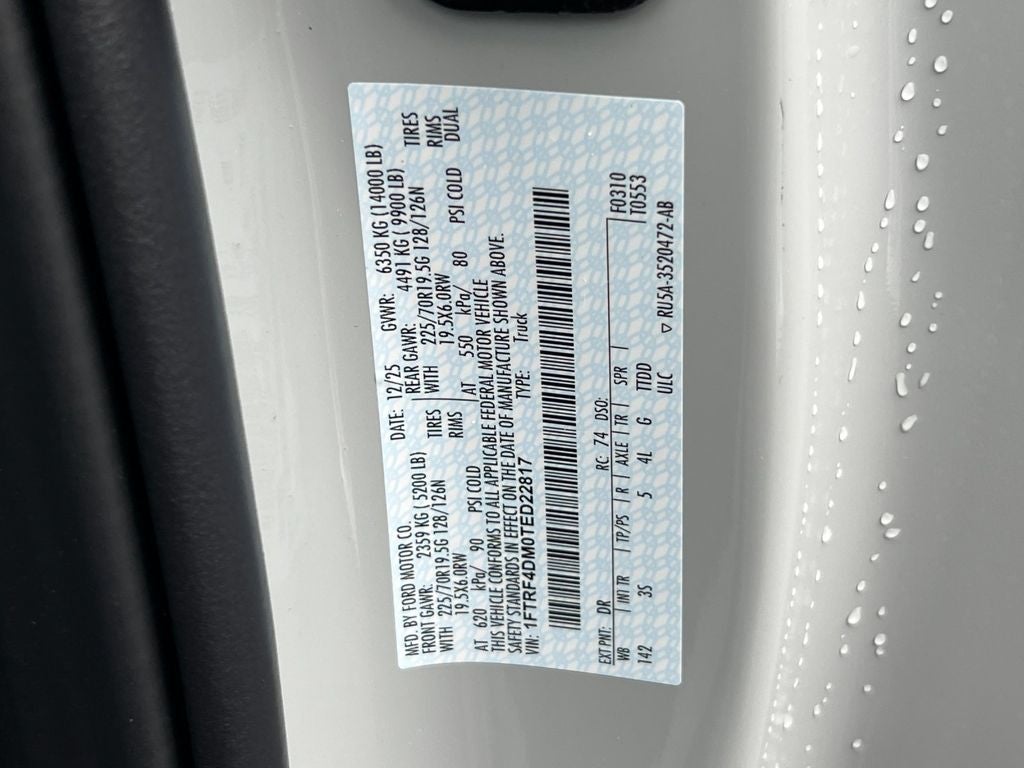 MFD. BY FORD MOTOR CO. DATE: 12/25 GVWR: 6350 KG (14000 LB)
FRONT GAWR: 2359 KG ( 5200 LB) REAR GAWR: 4491 KG ( 9900 LB)
WITH 225/70R19.5G 128/126N TIRES WITH 225/70R19.5G 128/126N TIRES
19.5X6.0RW RIMS 19.5X6.0RW RIMS
AT 620 kPa/ 90 PSI COLD AT 550 kPa/ 80 PSI COLD DUAL
THIS VEHICLE CONFORMS TO ALL APPLICABLE FEDERAL MOTOR VEHICLE
SAFETY STANDARDS IN EFFECT ON THE DATE OF MANUFACTURE SHOWN ABOVE.
VIN: 1FTRF4DM0TED22817 TYPE: Truck
EXT PNT: DR RC: 74 DSO: F0310
WB INT TR TP/PS R AXLE TR SPR T0553
142 3S 5 4L G TTDD
ULC ▽ RU5A-3520472-AB